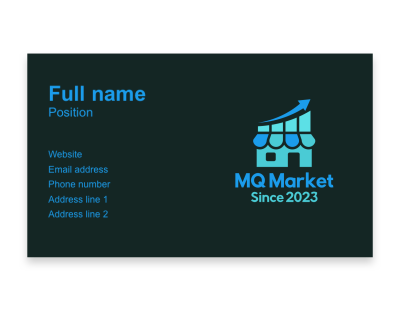 Full name
Position
Website
Email address
Phone number
Address line 1
Address line 2
MQ Market
Since 2023